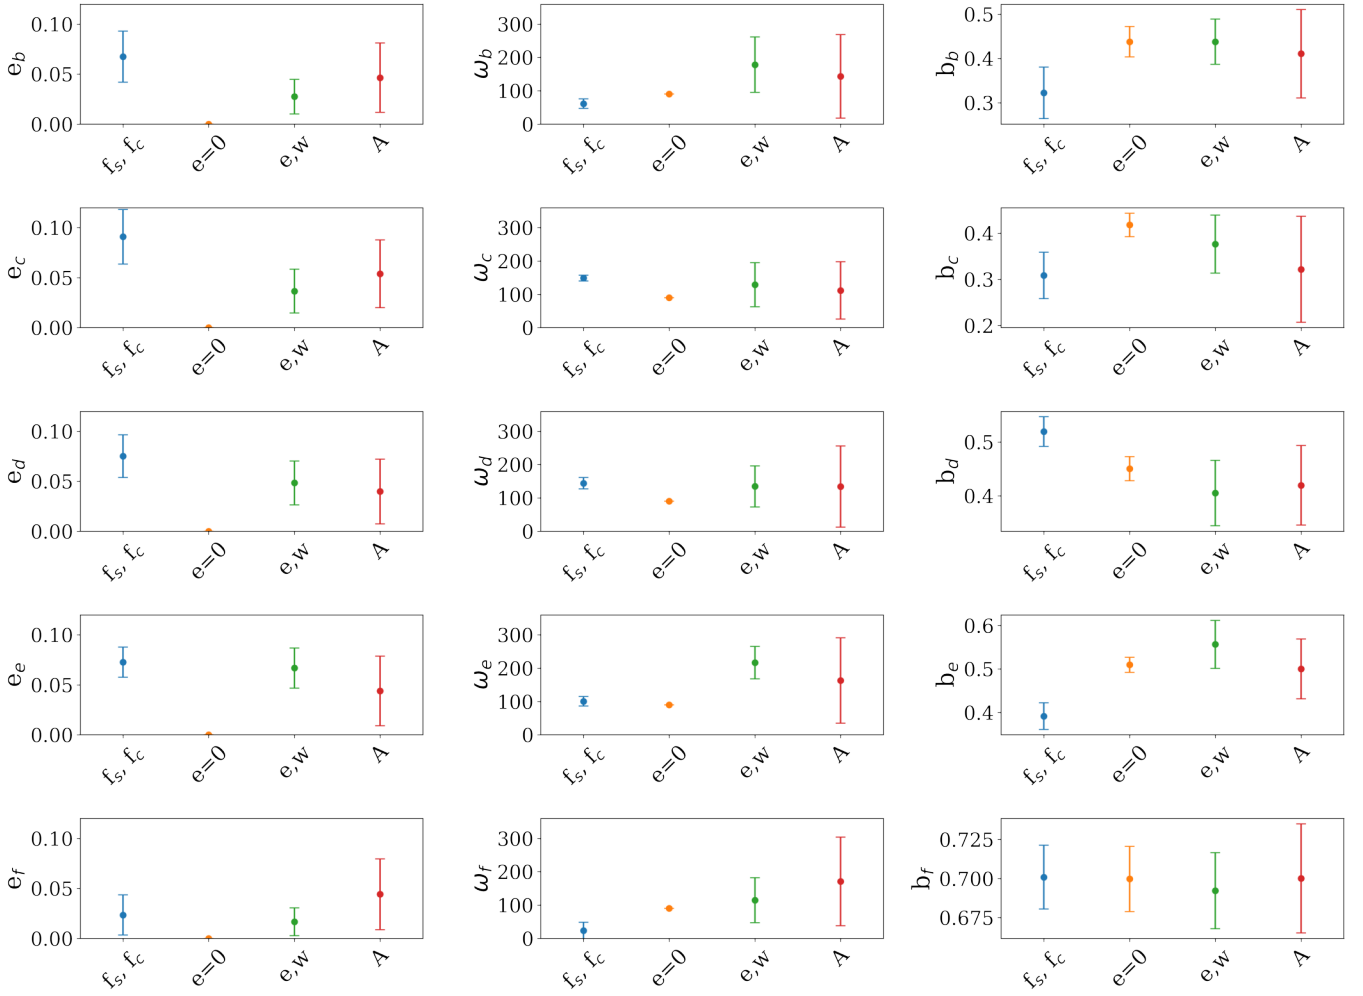 0.10
0.05
0.00
e_b
f_s, f_c e=0 e,w A
300
200
100
0
ω_b
f_s, f_c e=0 e,w A
0.5
0.4
0.3
b_b
f_s, f_c e=0 e,w A
0.10
0.05
0.00
e_c
f_s, f_c e=0 e,w A
300
200
100
0
ω_c
f_s, f_c e=0 e,w A
0.4
0.3
0.2
b_c
f_s, f_c e=0 e,w A
0.10
0.05
0.00
e_d
f_s, f_c e=0 e,w A
300
200
100
0
ω_d
f_s, f_c e=0 e,w A
0.5
0.4
b_d
f_s, f_c e=0 e,w A
0.10
0.05
0.00
e_e
f_s, f_c e=0 e,w A
300
200
100
0
ω_e
f_s, f_c e=0 e,w A
0.6
0.5
0.4
b_e
f_s, f_c e=0 e,w A
0.10
0.05
0.00
e_f
f_s, f_c e=0 e,w A
300
200
100
0
ω_f
f_s, f_c e=0 e,w A
0.725
0.700
0.675
b_f
f_s, f_c e=0 e,w A